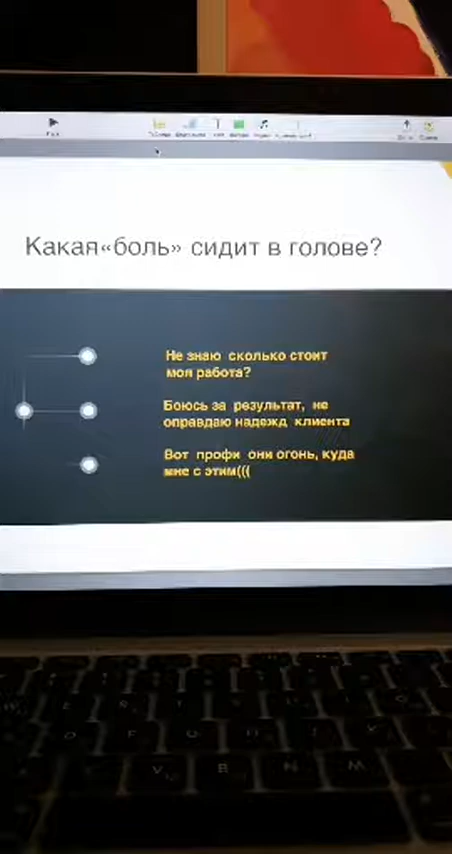 Какая«боль» сидит в голове?
Не знаю сколько стоит
моя работа?
Боюсь за результат, не
оправдаю надежд клиента
Вот профи они огонь, куда
мне с этим(((